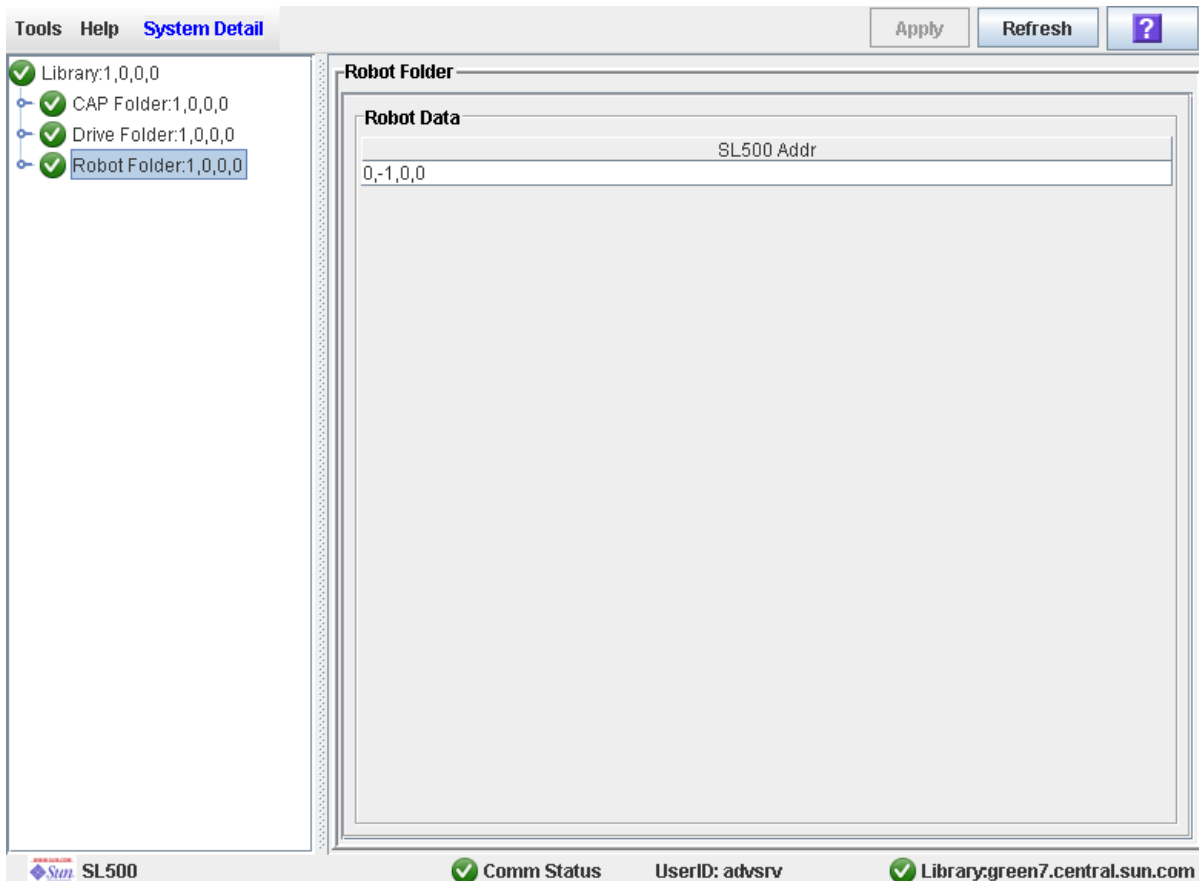 Tools Help System Detail Apply Refresh ?
Library:1,0,0,0
CAP Folder:1,0,0,0
Drive Folder:1,0,0,0
Robot Folder:1,0,0,0
Robot Folder
Robot Data
SL500 Addr
0,-1,0,0
Sun SL500 Comm Status UserID: advsrv Library:green7.central.sun.com